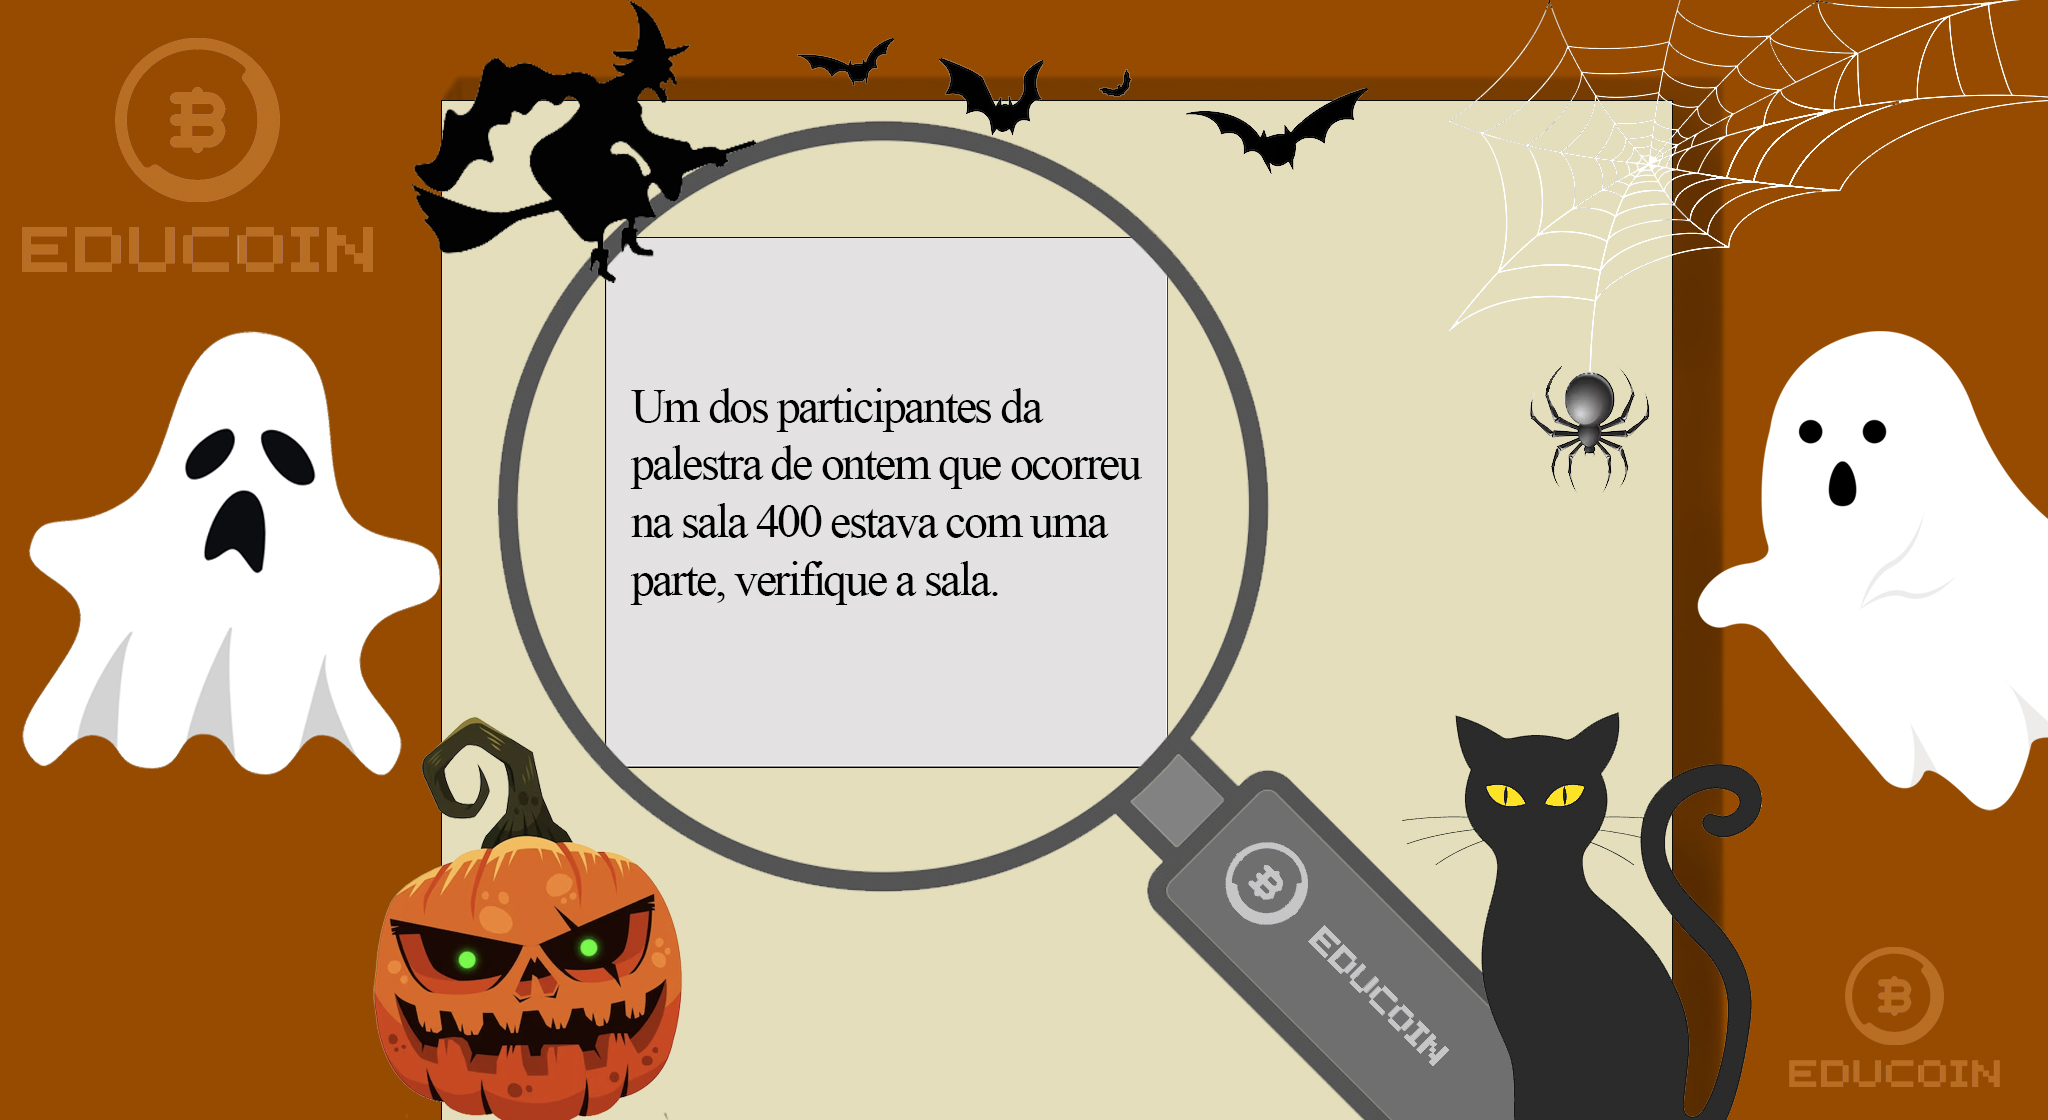 EDUCOIN
Um dos participantes da
palestra de ontem que ocorreu
na sala 400 estava com uma
parte, verifique a sala.
EDUCOIN
EDUCOIN